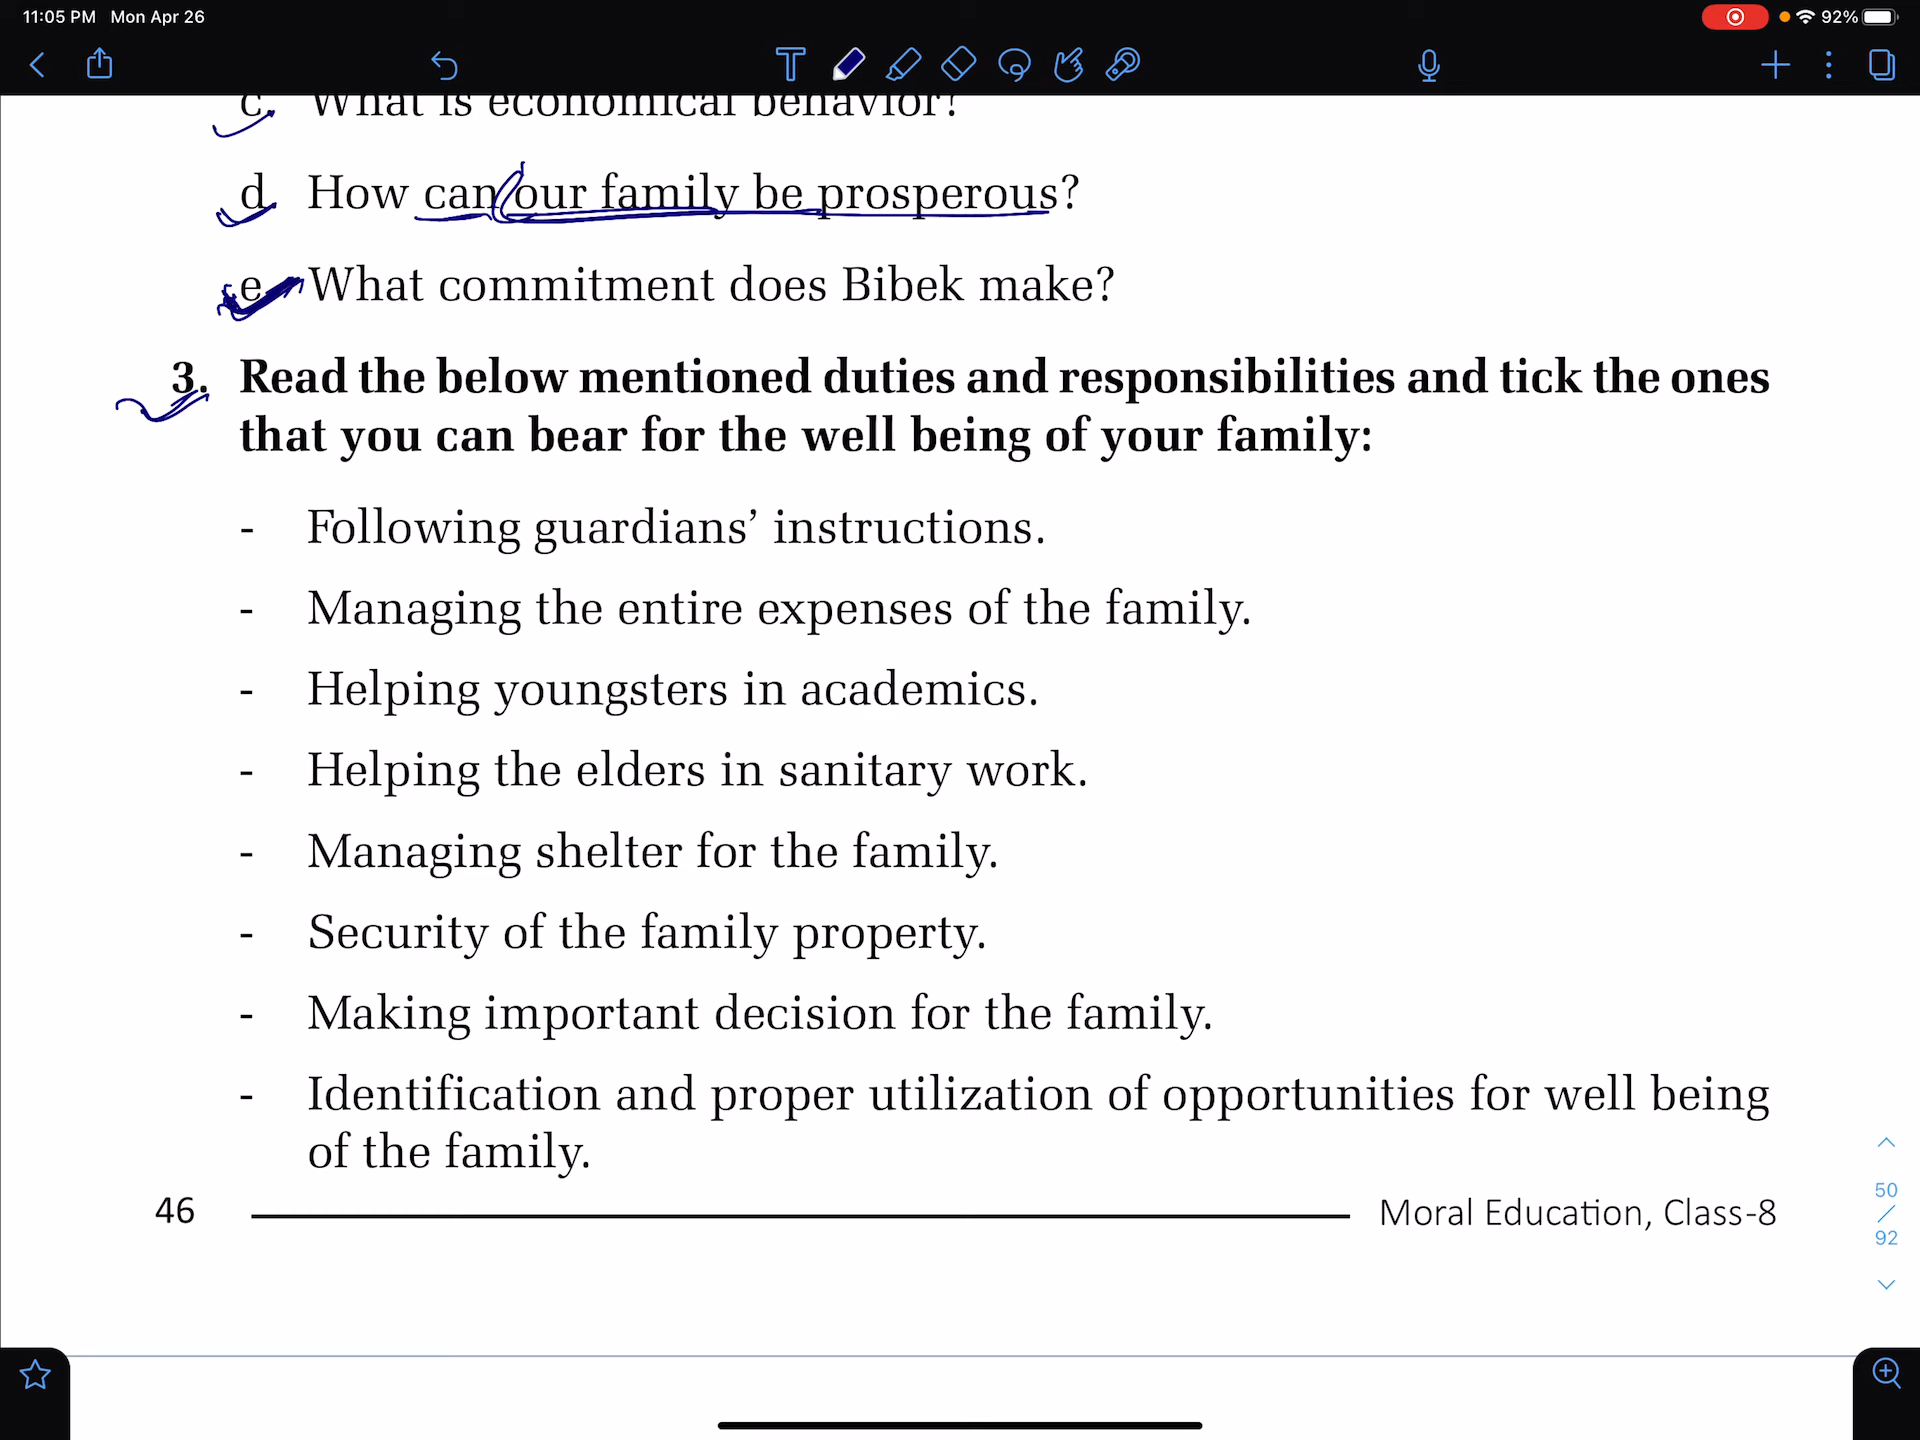 11:05 PM Mon Apr 26
92%
c. What is economical behavior?
d. How can our family be prosperous?
e. What commitment does Bibek make?
3. Read the below mentioned duties and responsibilities and tick the ones
that you can bear for the well being of your family:
- Following guardians’ instructions.
- Managing the entire expenses of the family.
- Helping youngsters in academics.
- Helping the elders in sanitary work.
- Managing shelter for the family.
- Security of the family property.
- Making important decision for the family.
- Identification and proper utilization of opportunities for well being
of the family.
50
/
92
46
Moral Education, Class-8